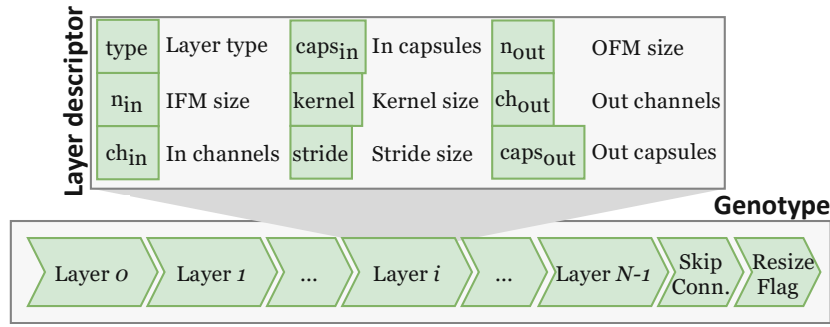 Layer descriptor
type Layer type caps_in In capsules n_out OFM size
n_in IFM size kernel Kernel size ch_out Out channels
ch_in In channels stride Stride size caps_out Out capsules
Genotype
Layer 0 Layer 1 ... Layer i ... Layer N-1 Skip Conn. Resize Flag